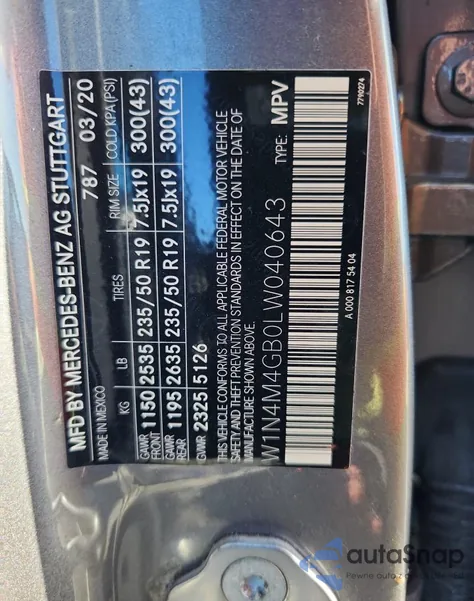 MFD BY MERCEDES-BENZ AG STUTTGART
MADE IN MEXICO 787 03/20
KG LB TIRES RIM SIZE COLD KPA(PSI)
GAWR FRONT 1150 2535 235/50 R19 7.5Jx19 300(43)
GAWR REAR 1195 2635 235/50 R19 7.5Jx19 300(43)
GVWR 2325 5126
THIS VEHICLE CONFORMS TO ALL APPLICABLE FEDERAL MOTOR VEHICLE
SAFETY AND THEFT PREVENTION STANDARDS IN EFFECT ON THE DATE OF
MANUFACTURE SHOWN ABOVE.
W1N4M4GB0LW040643 TYPE: MPV
A 000 817 54 04
7710274
autoSnap
Pewne auto z